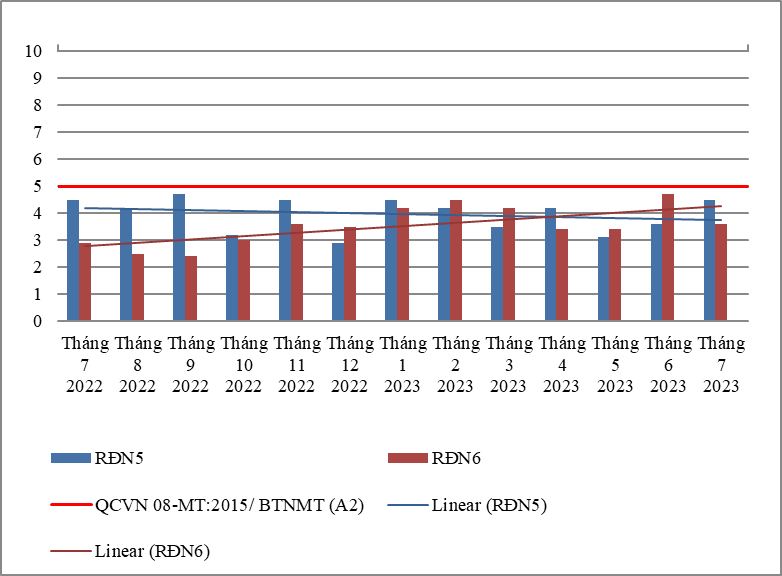 10
9
8
7
6
5
4
3
2
1
0
Tháng Tháng Tháng Tháng Tháng Tháng Tháng Tháng Tháng Tháng Tháng Tháng Tháng
7 8 9 10 11 12 1 2 3 4 5 6 7
2022 2022 2022 2022 2022 2022 2023 2023 2023 2023 2023 2023 2023
RĐN5 RĐN6
QCVN 08-MT:2015/ BTNMT (A2) Linear (RĐN5)
Linear (RĐN6)